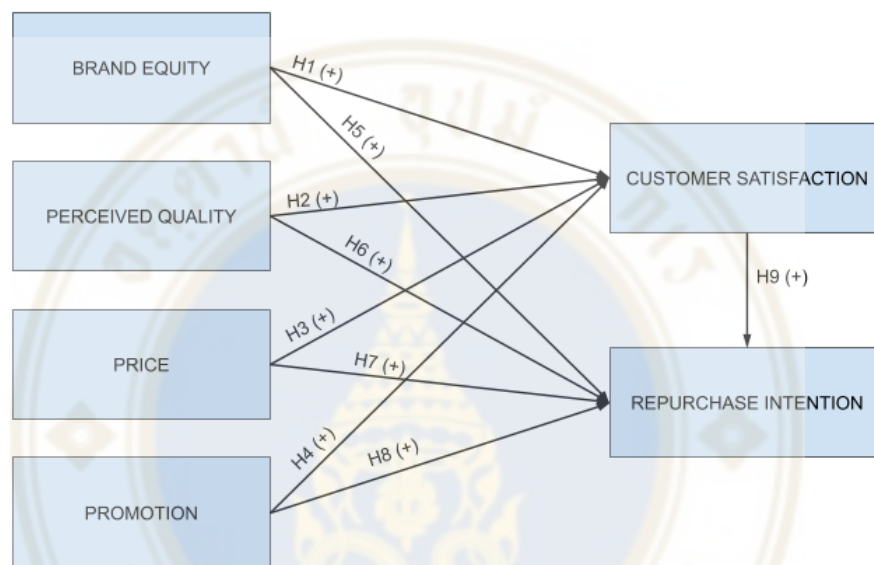 BRAND EQUITY
H1 (+)
H5 (+)
CUSTOMER SATISFACTION
PERCEIVED QUALITY
H2 (+)
H6 (+)
H9 (+)
H3 (+)
PRICE
H7 (+)
REPURCHASE INTENTION
H4 (+)
H8 (+)
PROMOTION